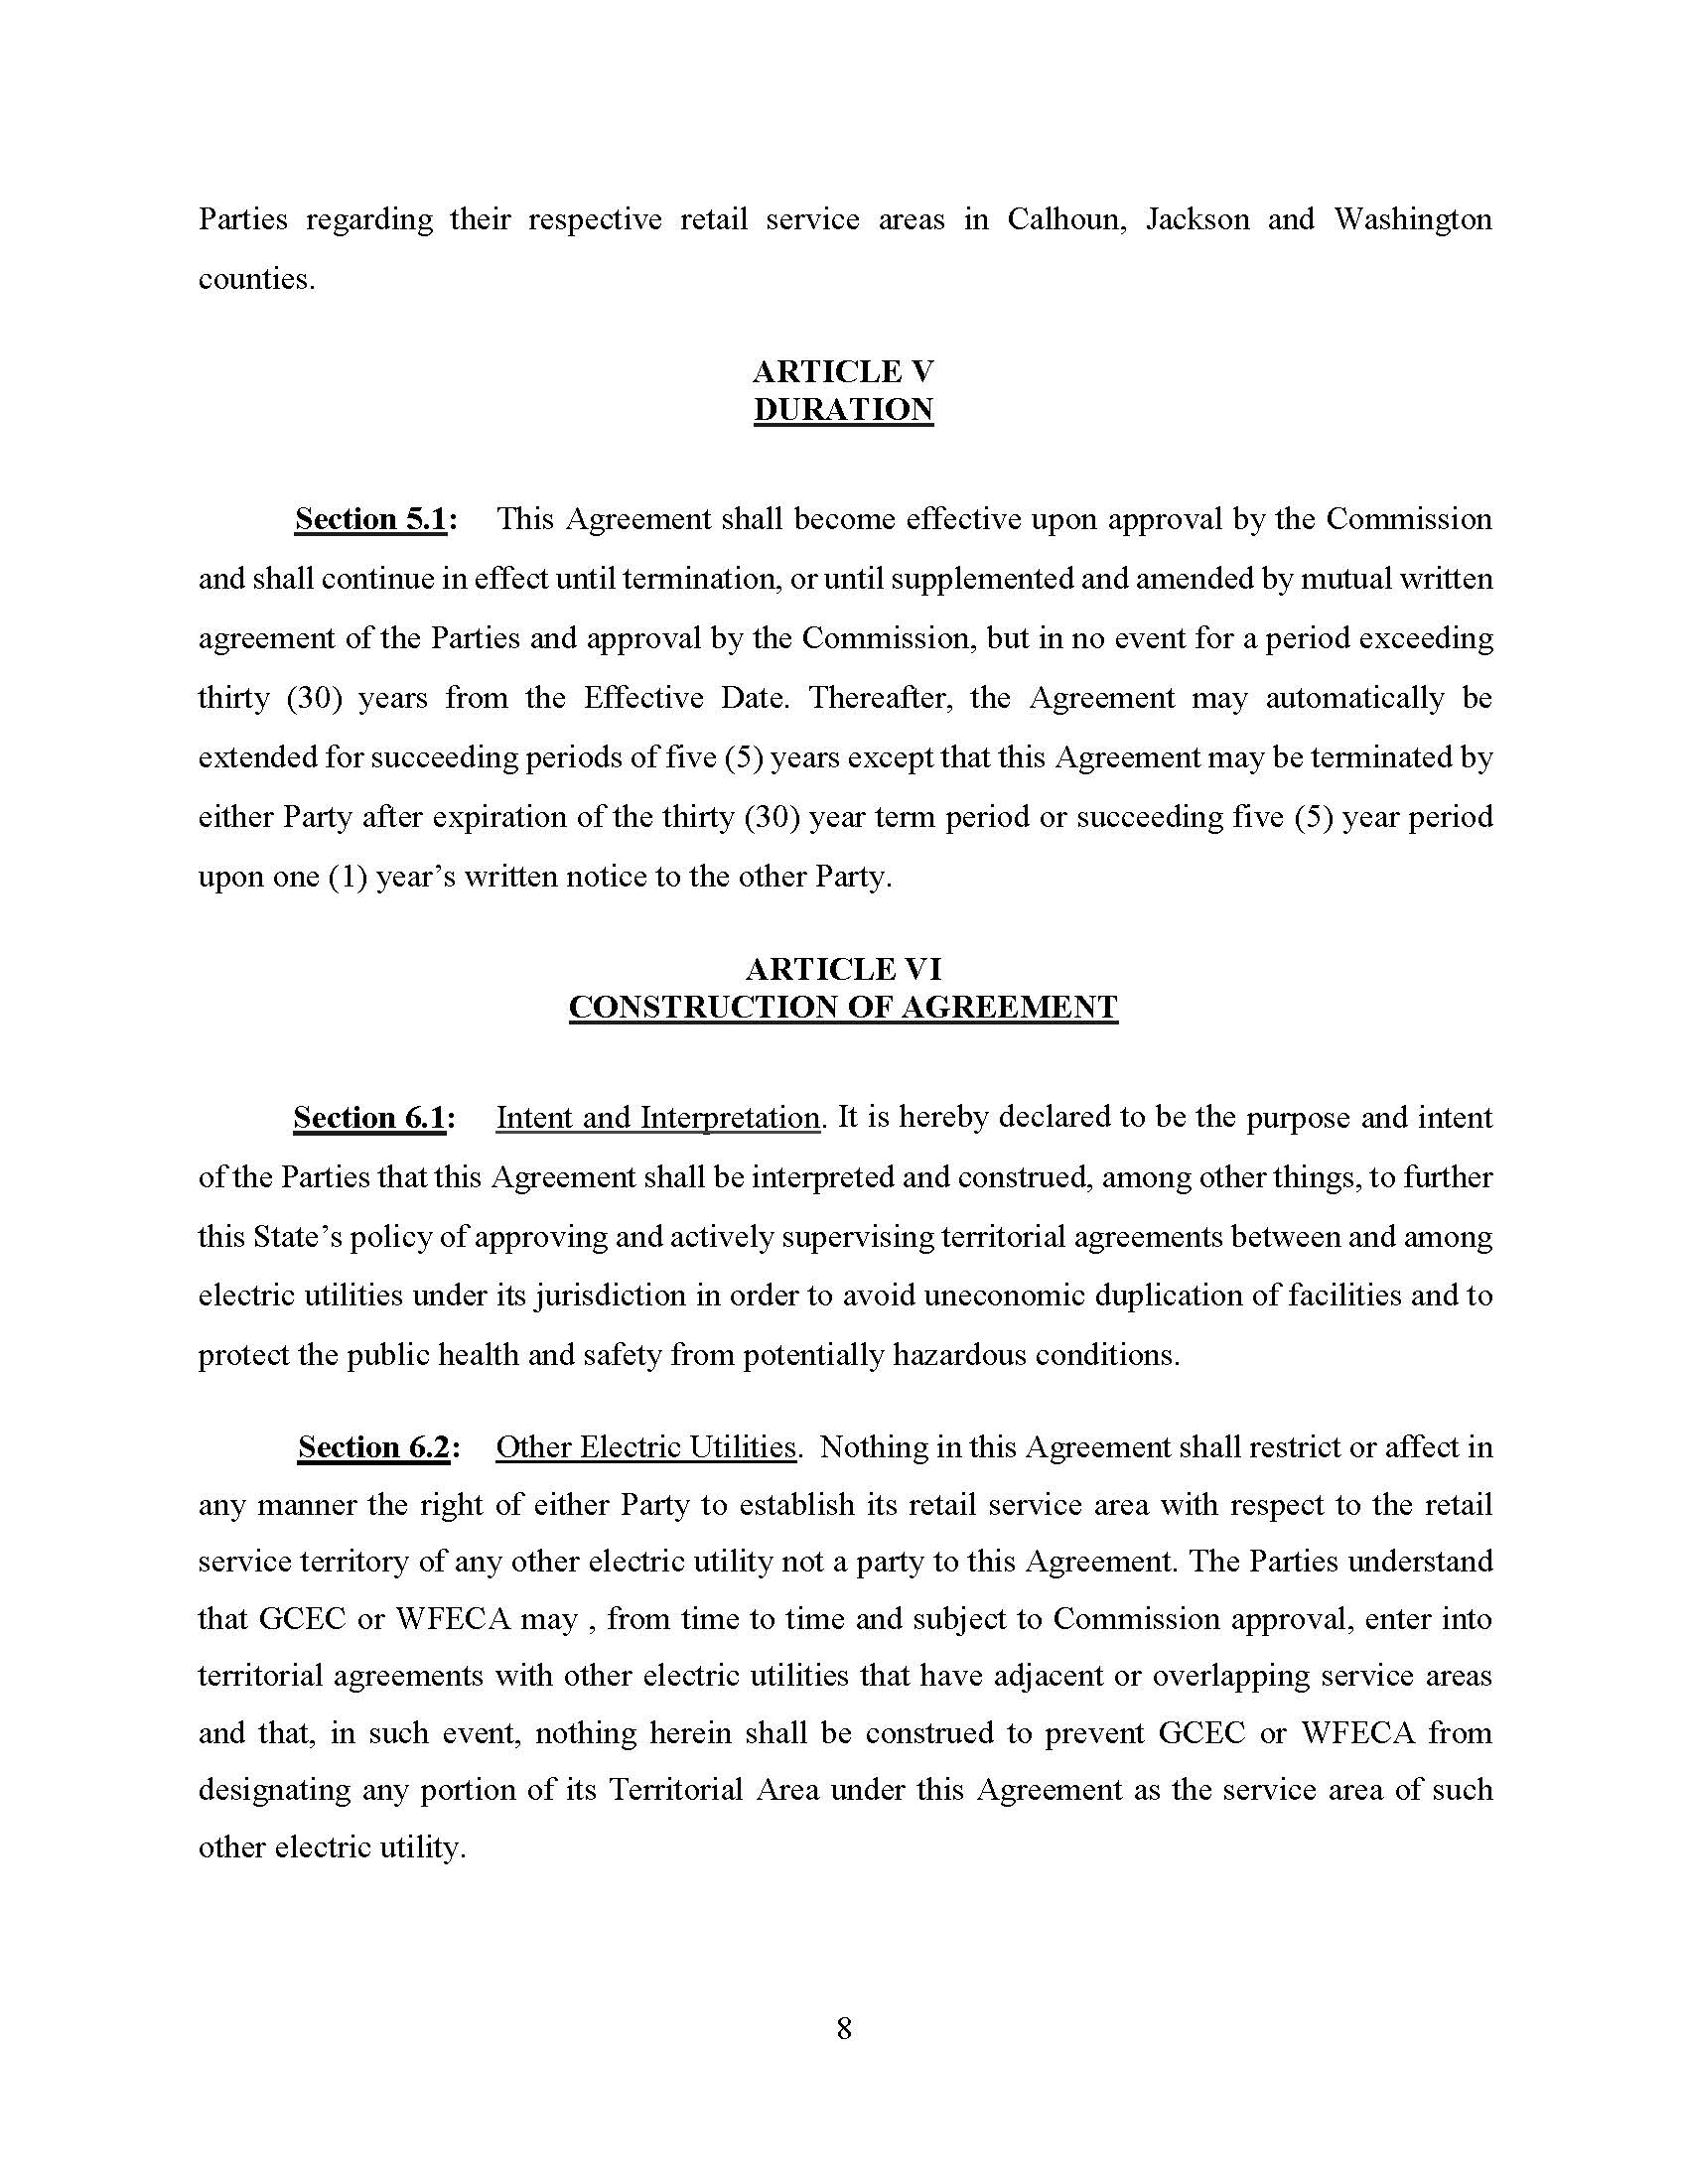 Parties regarding their respective retail service areas in Calhoun, Jackson and Washington
counties.
ARTICLE V
DURATION
Section 5.1: This Agreement shall become effective upon approval by the Commission
and shall continue in effect until termination, or until supplemented and amended by mutual written
agreement of the Parties and approval by the Commission, but in no event for a period exceeding
thirty (30) years from the Effective Date. Thereafter, the Agreement may automatically be
extended for succeeding periods of five (5) years except that this Agreement may be terminated by
either Party after expiration of the thirty (30) year term period or succeeding five (5) year period
upon one (1) year’s written notice to the other Party.
ARTICLE VI
CONSTRUCTION OF AGREEMENT
Section 6.1: Intent and Interpretation. It is hereby declared to be the purpose and intent
of the Parties that this Agreement shall be interpreted and construed, among other things, to further
this State’s policy of approving and actively supervising territorial agreements between and among
electric utilities under its jurisdiction in order to avoid uneconomic duplication of facilities and to
protect the public health and safety from potentially hazardous conditions.
Section 6.2: Other Electric Utilities. Nothing in this Agreement shall restrict or affect in
any manner the right of either Party to establish its retail service area with respect to the retail
service territory of any other electric utility not a party to this Agreement. The Parties understand
that GCEC or WFECA may , from time to time and subject to Commission approval, enter into
territorial agreements with other electric utilities that have adjacent or overlapping service areas
and that, in such event, nothing herein shall be construed to prevent GCEC or WFECA from
designating any portion of its Territorial Area under this Agreement as the service area of such
other electric utility.
8